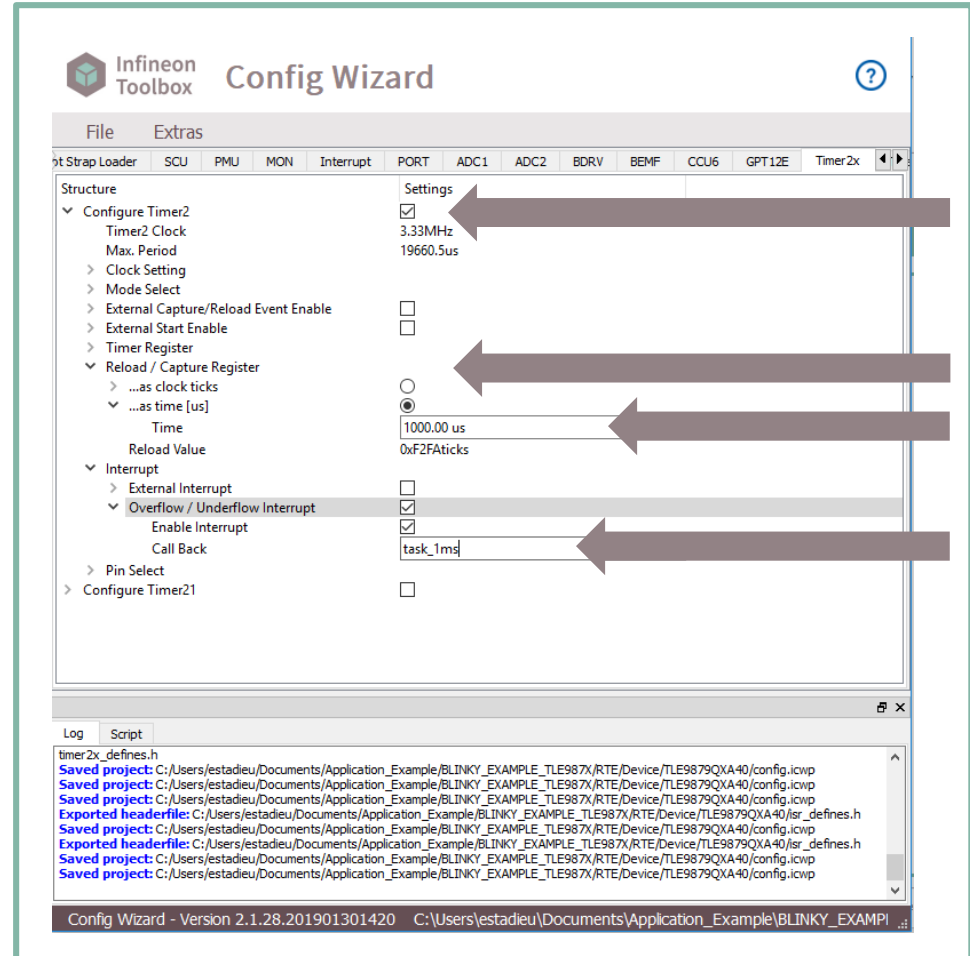 Infineon
Toolbox
Config Wizard
?
File Extras
ot Strap Loader SCU PMU MON Interrupt PORT ADC1 ADC2 BDRV BEMF CCU6 GPT12E Timer2x
Structure Settings
Configure Timer2
Timer2 Clock 3.33MHz
Max. Period 19660.5us
Clock Setting
Mode Select
External Capture/Reload Event Enable
External Start Enable
Timer Register
Reload / Capture Register
...as clock ticks
...as time [us]
Time 1000.00 us
Reload Value 0xF2FAticks
Interrupt
External Interrupt
Overflow / Underflow Interrupt
Enable Interrupt
Call Back task_1ms
Pin Select
Configure Timer21
Log Script
timer2x_defines.h
Saved project: C:/Users/estadieu/Documents/Application_Example/BLINKY_EXAMPLE_TLE987X/RTE/Device/TLE9879QXA40/config.icwp
Saved project: C:/Users/estadieu/Documents/Application_Example/BLINKY_EXAMPLE_TLE987X/RTE/Device/TLE9879QXA40/config.icwp
Saved project: C:/Users/estadieu/Documents/Application_Example/BLINKY_EXAMPLE_TLE987X/RTE/Device/TLE9879QXA40/config.icwp
Exported headerfile: C:/Users/estadieu/Documents/Application_Example/BLINKY_EXAMPLE_TLE987X/RTE/Device/TLE9879QXA40/isr_defines.h
Saved project: C:/Users/estadieu/Documents/Application_Example/BLINKY_EXAMPLE_TLE987X/RTE/Device/TLE9879QXA40/config.icwp
Exported headerfile: C:/Users/estadieu/Documents/Application_Example/BLINKY_EXAMPLE_TLE987X/RTE/Device/TLE9879QXA40/isr_defines.h
Saved project: C:/Users/estadieu/Documents/Application_Example/BLINKY_EXAMPLE_TLE987X/RTE/Device/TLE9879QXA40/config.icwp
Saved project: C:/Users/estadieu/Documents/Application_Example/BLINKY_EXAMPLE_TLE987X/RTE/Device/TLE9879QXA40/config.icwp
Config Wizard - Version 2.1.28.201901301420 C:\Users\estadieu\Documents\Application_Example\BLINKY_EXAMPI